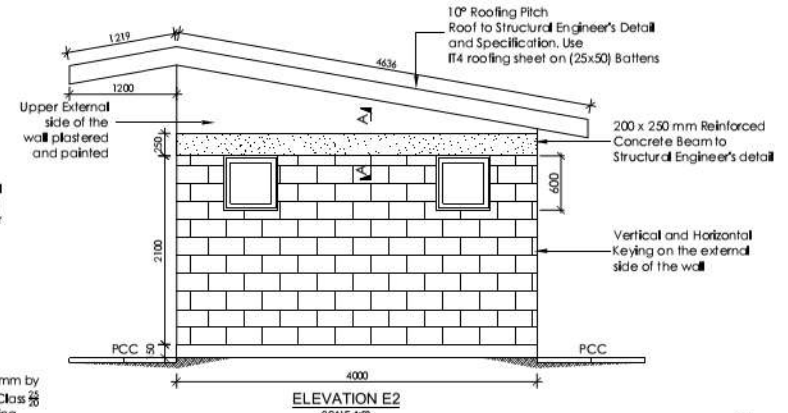 10° Roofing Pitch
Roof to Structural Engineer's Detail
and Specification. Use
IT4 roofing sheet on (25x50) Battens
1219
4636
1200
Upper External
side of the
wall plastered
and painted
A
250
200 x 250 mm Reinforced
Concrete Beam to
Structural Engineer's detail
A
600
2100
Vertical and Horizontal
Keying on the external
side of the wall
PCC
50
PCC
4000
mm by
Class 25/20
ELEVATION E2